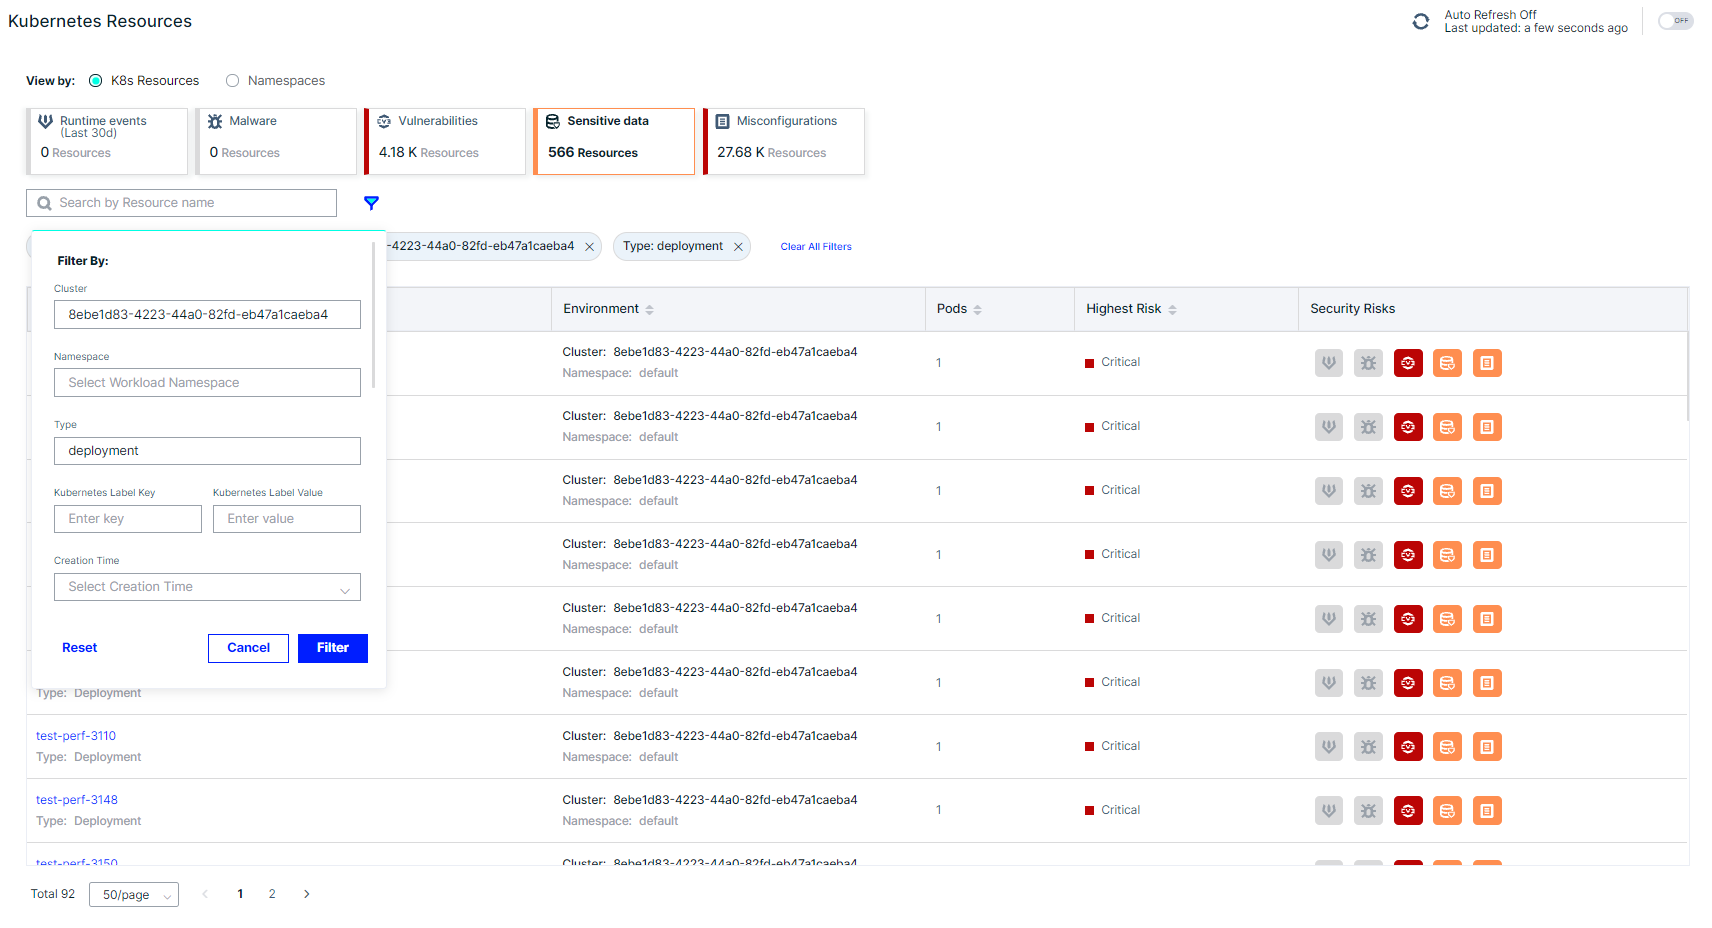 Kubernetes Resources
Auto Refresh Off
Last updated: a few seconds ago
OFF
View by: K8s Resources Namespaces
Runtime events
(Last 30d)
0 Resources
Malware
0 Resources
Vulnerabilities
4.18 K Resources
Sensitive data
566 Resources
Misconfigurations
27.68 K Resources
Search by Resource name
-4223-44a0-82fd-eb47a1caeba4
Type: deployment
Clear All Filters
Filter By:
Cluster
8ebe1d83-4223-44a0-82fd-eb47a1caeba4
Namespace
Select Workload Namespace
Type
deployment
Kubernetes Label Key Kubernetes Label Value
Enter key Enter value
Creation Time
Select Creation Time
Reset Cancel Filter
Environment Pods Highest Risk Security Risks
Cluster: 8ebe1d83-4223-44a0-82fd-eb47a1caeba4
Namespace: default
1 Critical
Cluster: 8ebe1d83-4223-44a0-82fd-eb47a1caeba4
Namespace: default
1 Critical
Cluster: 8ebe1d83-4223-44a0-82fd-eb47a1caeba4
Namespace: default
1 Critical
Cluster: 8ebe1d83-4223-44a0-82fd-eb47a1caeba4
Namespace: default
1 Critical
Cluster: 8ebe1d83-4223-44a0-82fd-eb47a1caeba4
Namespace: default
1 Critical
Type: Deployment
Cluster: 8ebe1d83-4223-44a0-82fd-eb47a1caeba4
Namespace: default
1 Critical
test-perf-3110
Type: Deployment
Cluster: 8ebe1d83-4223-44a0-82fd-eb47a1caeba4
Namespace: default
1 Critical
test-perf-3148
Type: Deployment
Cluster: 8ebe1d83-4223-44a0-82fd-eb47a1caeba4
Namespace: default
1 Critical
test-perf-3150
Cluster: 8ebe1d83-4223-44a0-82fd-eb47a1caeba4
Total 92 50/page 1 2